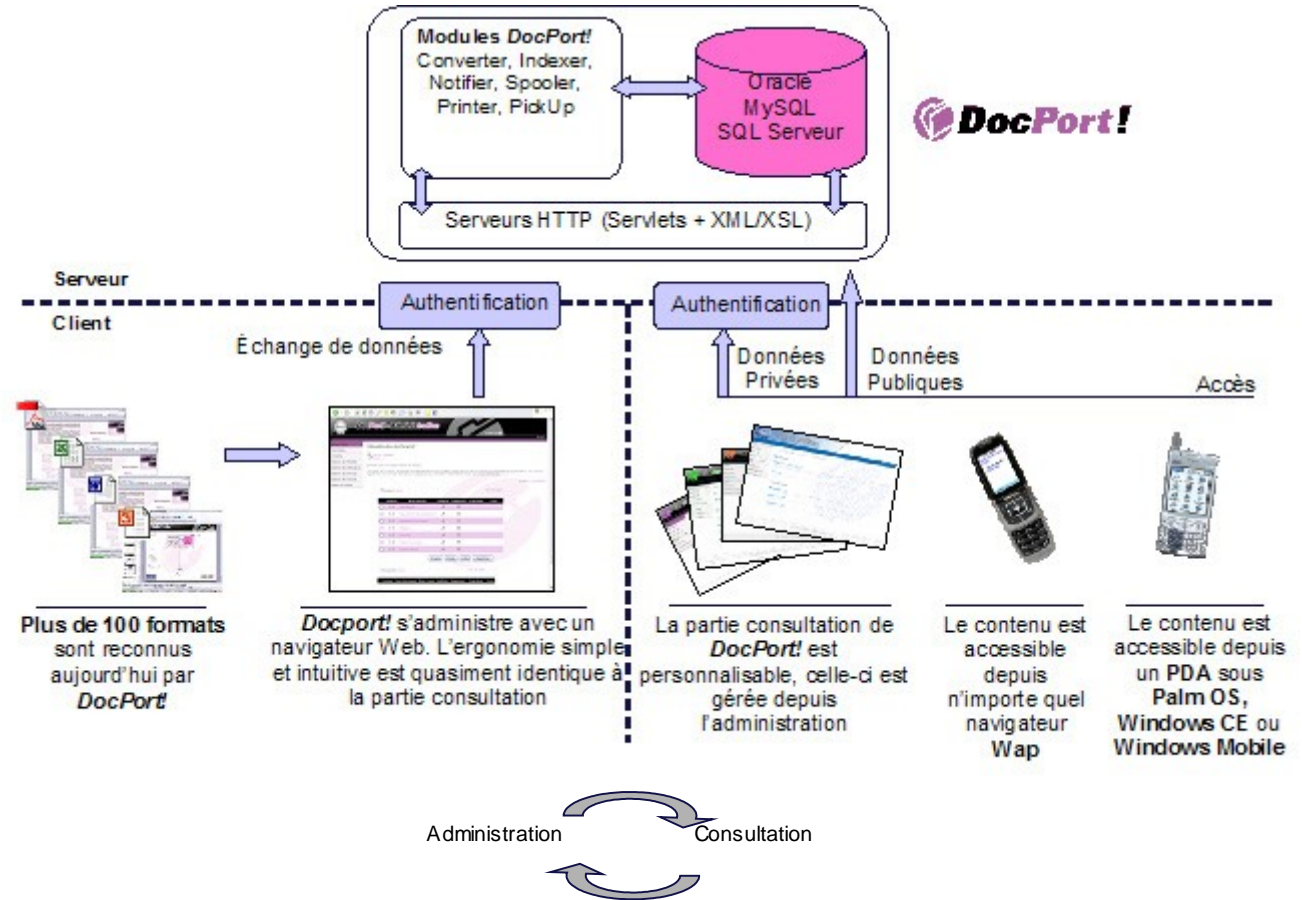 Modules DocPort!
Converter, Indexer,
Notifier, Spooler,
Printer, PickUp
Oracle
MySQL
SQL Serveur
DocPort!
Serveurs HTTP (Servlets + XML/XSL)
Serveur
Authentification
Authentification
Client
Échange de données
Données
Privées
Données
Publiques
Accès
Plus de 100 formats
sont reconnus
aujourd'hui par
DocPort!
Docport! s'administre avec un
navigateur Web. L'ergonomie simple
et intuitive est quasiment identique à
la partie consultation
La partie consultation de
DocPort! est
personnalisable, celle-ci est
gérée depuis
l'administration
Le contenu est
accessible
depuis
n'importe quel
navigateur
Wap
Le contenu est
accessible depuis
un PDA sous
Palm OS,
Windows CE ou
Windows Mobile
Administration
Consultation